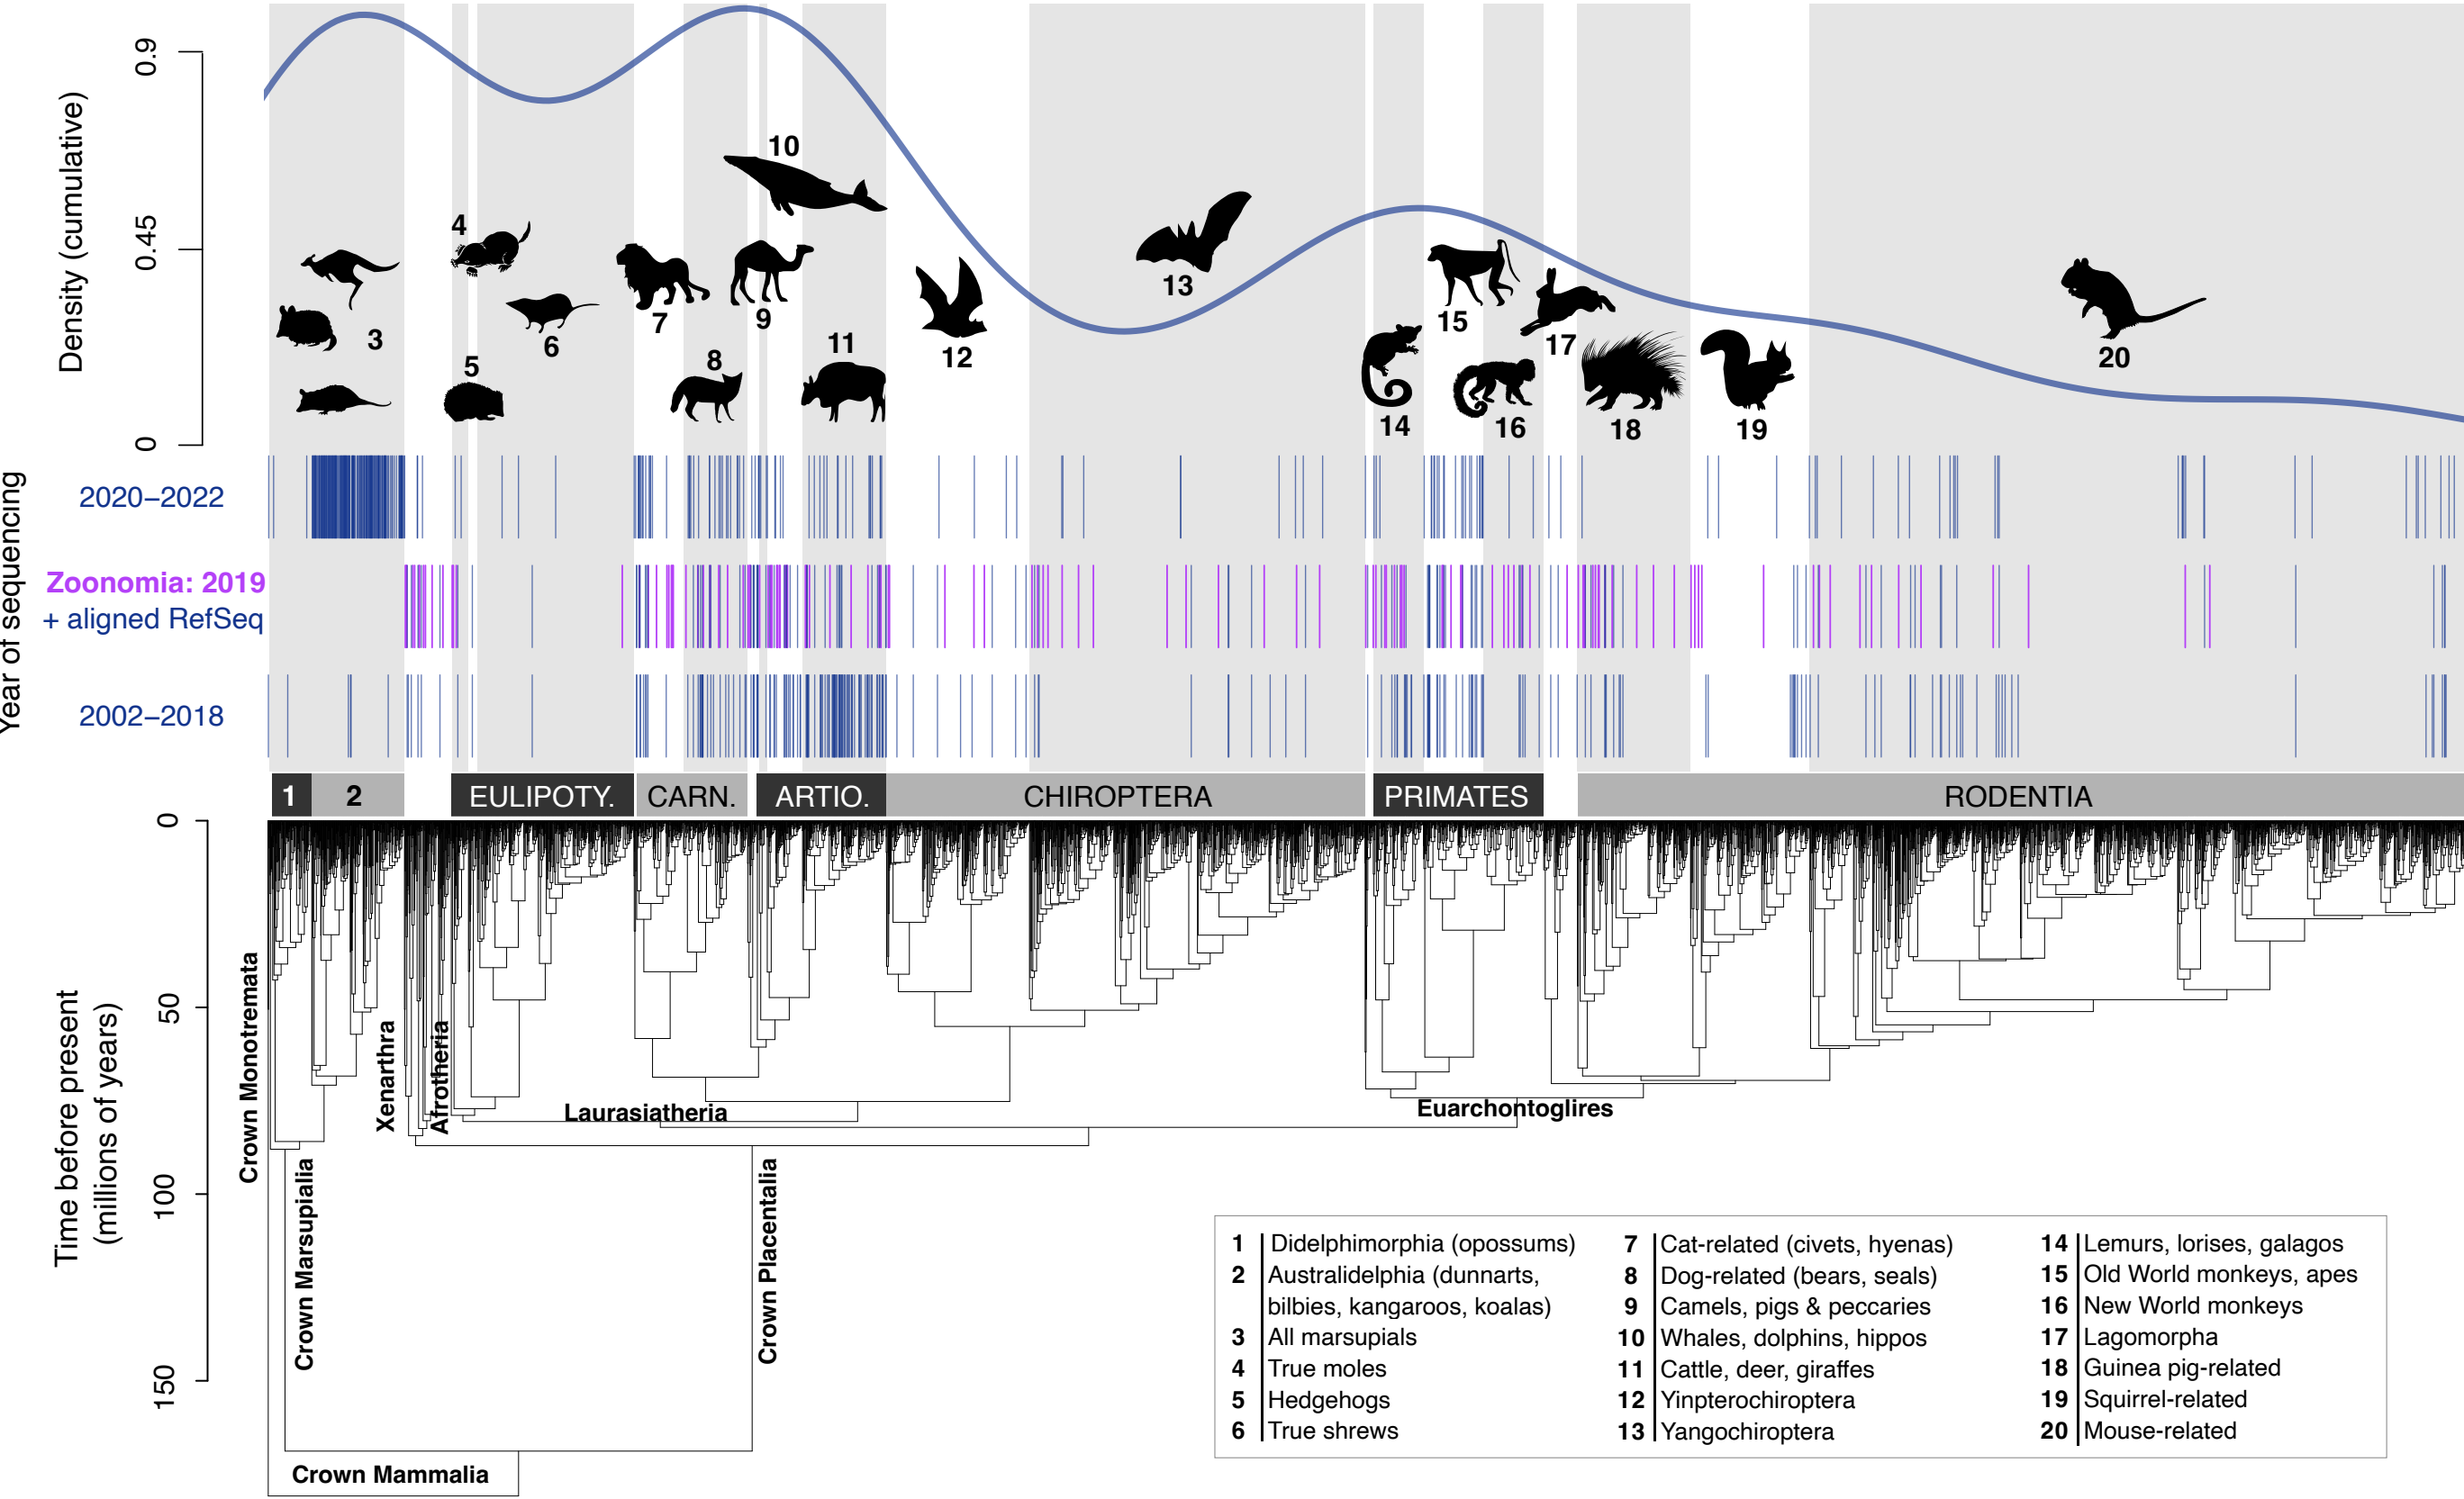 Density (cumulative)
0.9
0.45
0
10
4
13
3
7
9
15
6
5
8
11
12
17
20
14
16
18
19
Year of sequencing
2020–2022
Zoonomia: 2019
+ aligned RefSeq
2002–2018
1
2
EULIPOTY.
CARN.
ARTIO.
CHIROPTERA
PRIMATES
RODENTIA
Time before present
(millions of years)
0
50
100
150
Crown Monotremata
Xenarthra
Afrotheria
Laurasiatheria
Euarchontoglires
Crown Marsupialia
Crown Placentalia
Crown Mammalia
1 Didelphimorphia (opossums)
2 Australidelphia (dunnarts,
bilbies, kangaroos, koalas)
3 All marsupials
4 True moles
5 Hedgehogs
6 True shrews
7 Cat-related (civets, hyenas)
8 Dog-related (bears, seals)
9 Camels, pigs & peccaries
10 Whales, dolphins, hippos
11 Cattle, deer, giraffes
12 Yinpterochiroptera
13 Yangochiroptera
14 Lemurs, lorises, galagos
15 Old World monkeys, apes
16 New World monkeys
17 Lagomorpha
18 Guinea pig-related
19 Squirrel-related
20 Mouse-related